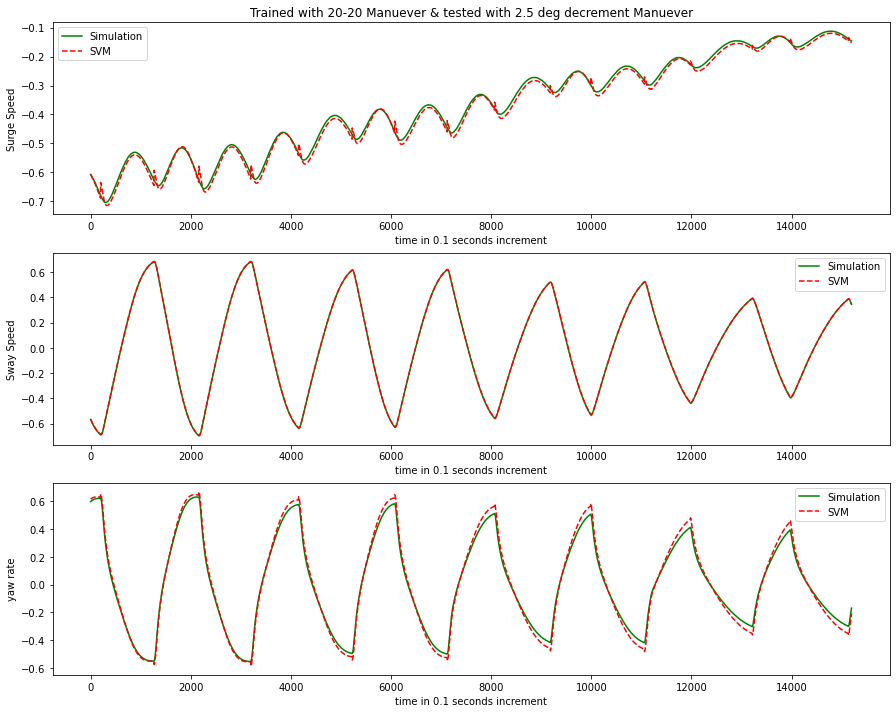 Trained with 20-20 Manuever & tested with 2.5 deg decrement Manuever
Surge Speed
−0.1
−0.2
−0.3
−0.4
−0.5
−0.6
−0.7
Simulation
SVM
0 2000 4000 6000 8000 10000 12000 14000
time in 0.1 seconds increment
Sway Speed
0.6
0.4
0.2
0.0
−0.2
−0.4
−0.6
Simulation
SVM
0 2000 4000 6000 8000 10000 12000 14000
time in 0.1 seconds increment
yaw rate
0.6
0.4
0.2
0.0
−0.2
−0.4
−0.6
Simulation
SVM
0 2000 4000 6000 8000 10000 12000 14000
time in 0.1 seconds increment